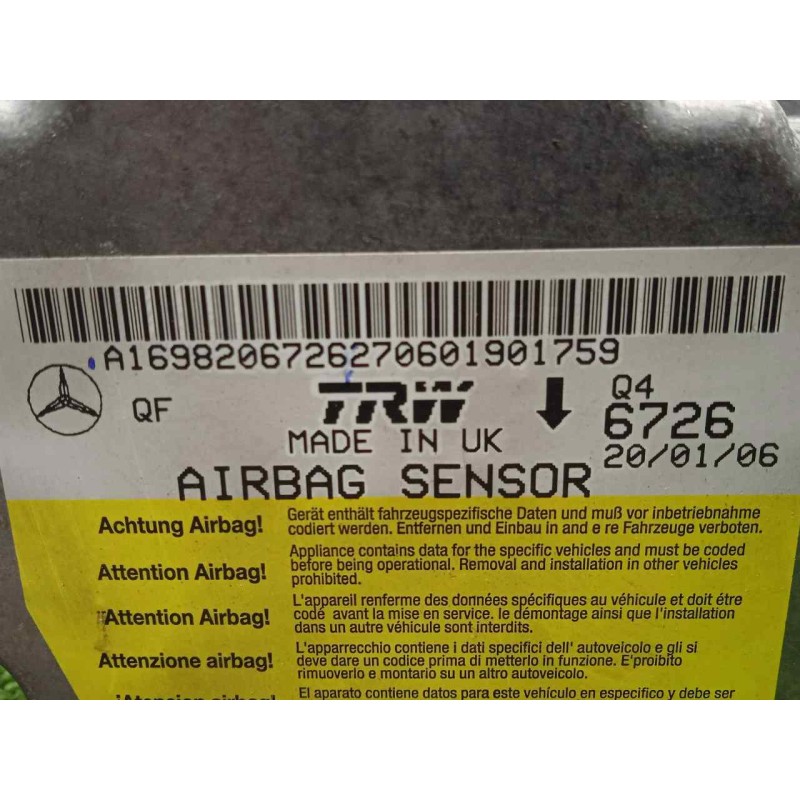 A1698206726270601901759
QF
TRW
Q4
6726
MADE IN UK
20/01/06
AIRBAG SENSOR
Achtung Airbag! Gerät enthält fahrzeugspezifische Daten und muß vor inbetriebnahme
codiert werden. Entfernen und Einbau in and e re Fahrzeuge verboten.
Attention Airbag! Appliance contains data for the specific vehicles and must be coded
before being operational. Removal and installation in other vehicles
prohibited.
Attention Airbag! L'appareil renferme des données spécifiques au véhicule et doit étre
codé avant la mise en service. le démontage ainsi que l'installation
dans un autre véhicule sont interdits.
Attenzione airbag! L'apparrecchio contiene i dati specifici dell' autoveicolo e gli si
deve dare un codice prima di metterlo in funzione. E'proibito
rimuoverlo e montario su un altro autoveicolo.
¡Atencion airbag! El aparato contiene datos para este vehículo en especifico y debe ser